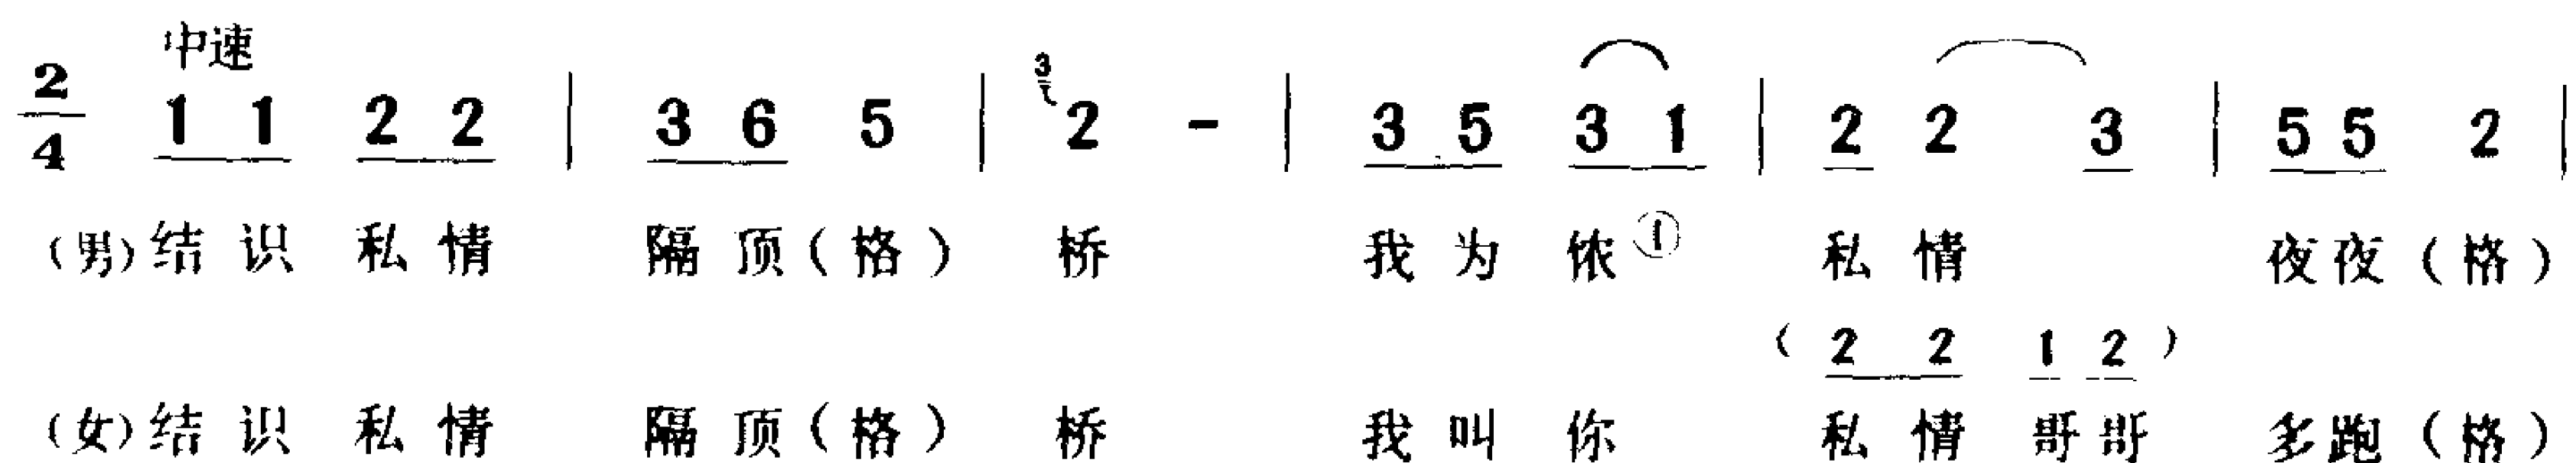 中速
2/4 1 1 2 2 | 3 6 5 | 3 2 - | 3 5 3 1 | 2 2 3 | 5 5 2 |
(男)结识 私情 隔顶(格) 桥 我为侬① 私情 夜夜(格)
(2 2 1 2)
(女)结识 私情 隔顶(格) 桥 我叫你 私情哥哥 多跑(格)